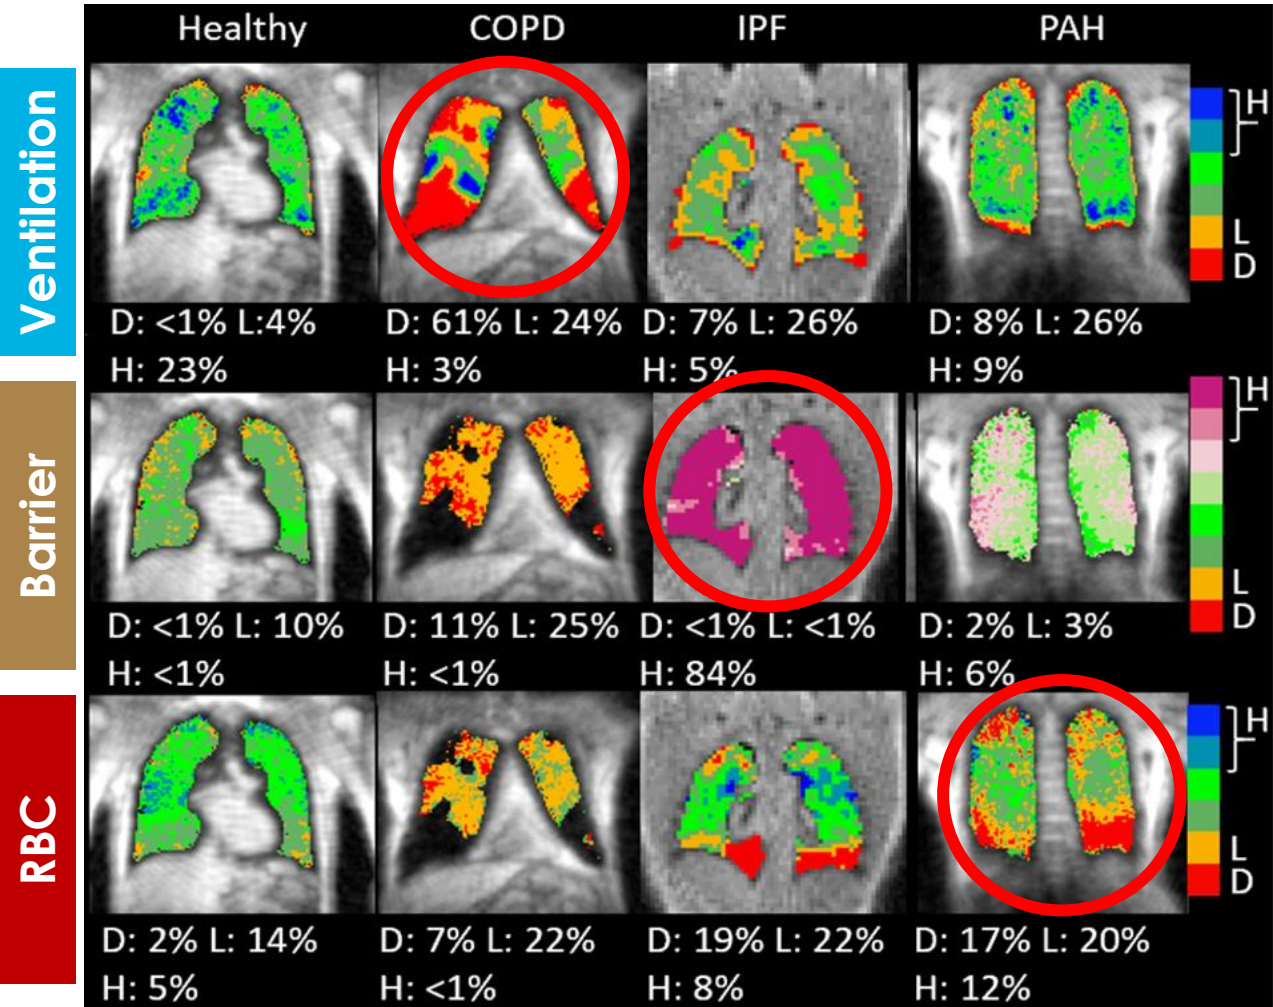 Healthy COPD IPF PAH
Ventilation
H
L
D
D: <1% L:4% D: 61% L: 24% D: 7% L: 26% D: 8% L: 26%
H: 23% H: 3% H: 5% H: 9%
Barrier
H
L
D
D: <1% L: 10% D: 11% L: 25% D: <1% L: <1% D: 2% L: 3%
H: <1% H: <1% H: 84% H: 6%
RBC
H
L
D
D: 2% L: 14% D: 7% L: 22% D: 19% L: 22% D: 17% L: 20%
H: 5% H: <1% H: 8% H: 12%